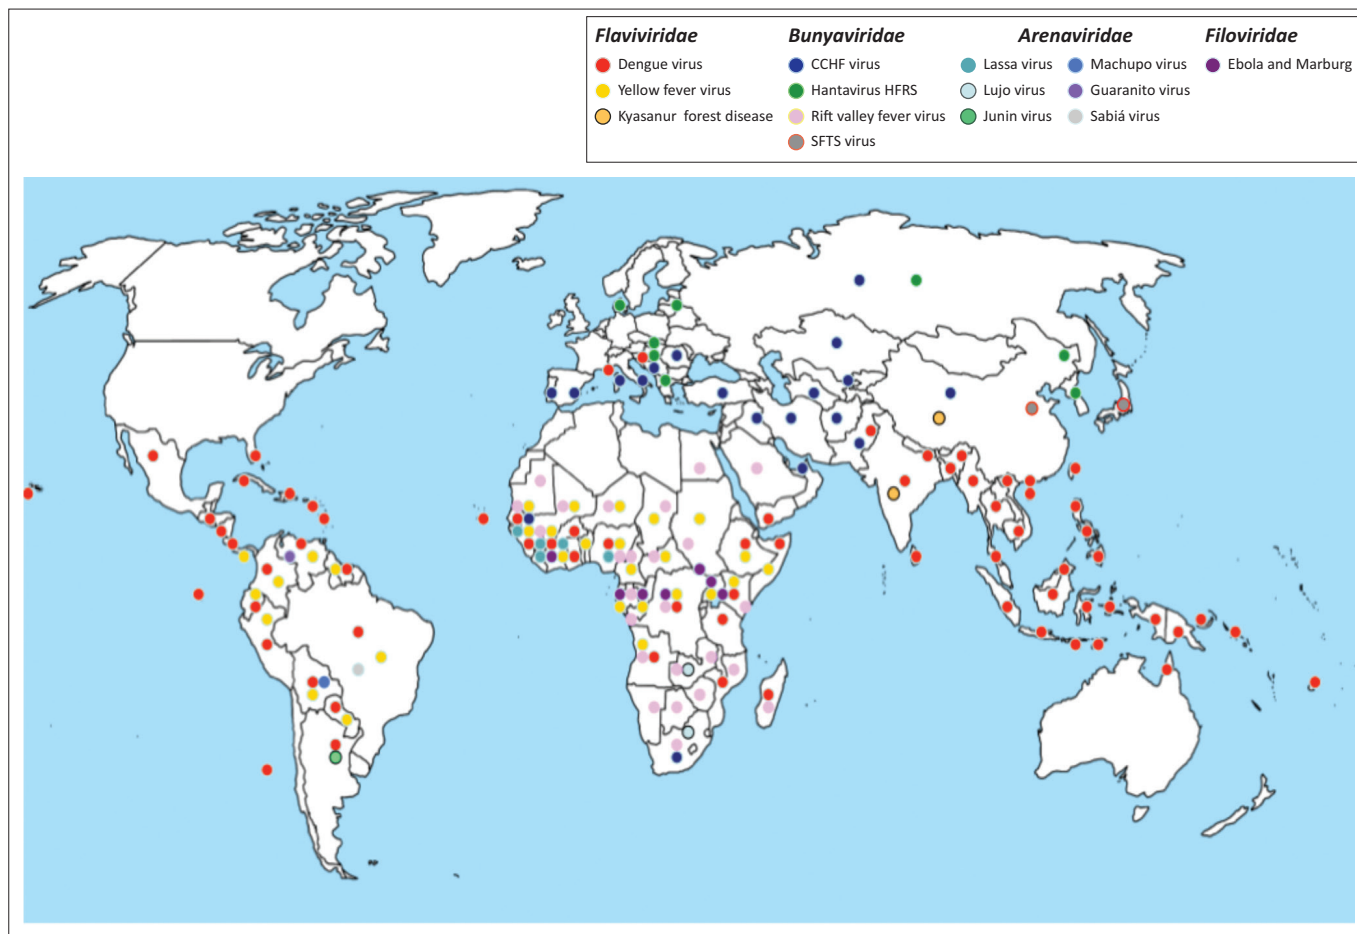 Flaviviridae Bunyaviridae Arenaviridae Filoviridae
Dengue virus CCHF virus Lassa virus Machupo virus Ebola and Marburg
Yellow fever virus Hantavirus HFRS Lujo virus Guaranito virus
Kyasanur forest disease Rift valley fever virus Junin virus Sabiá virus
SFTS virus